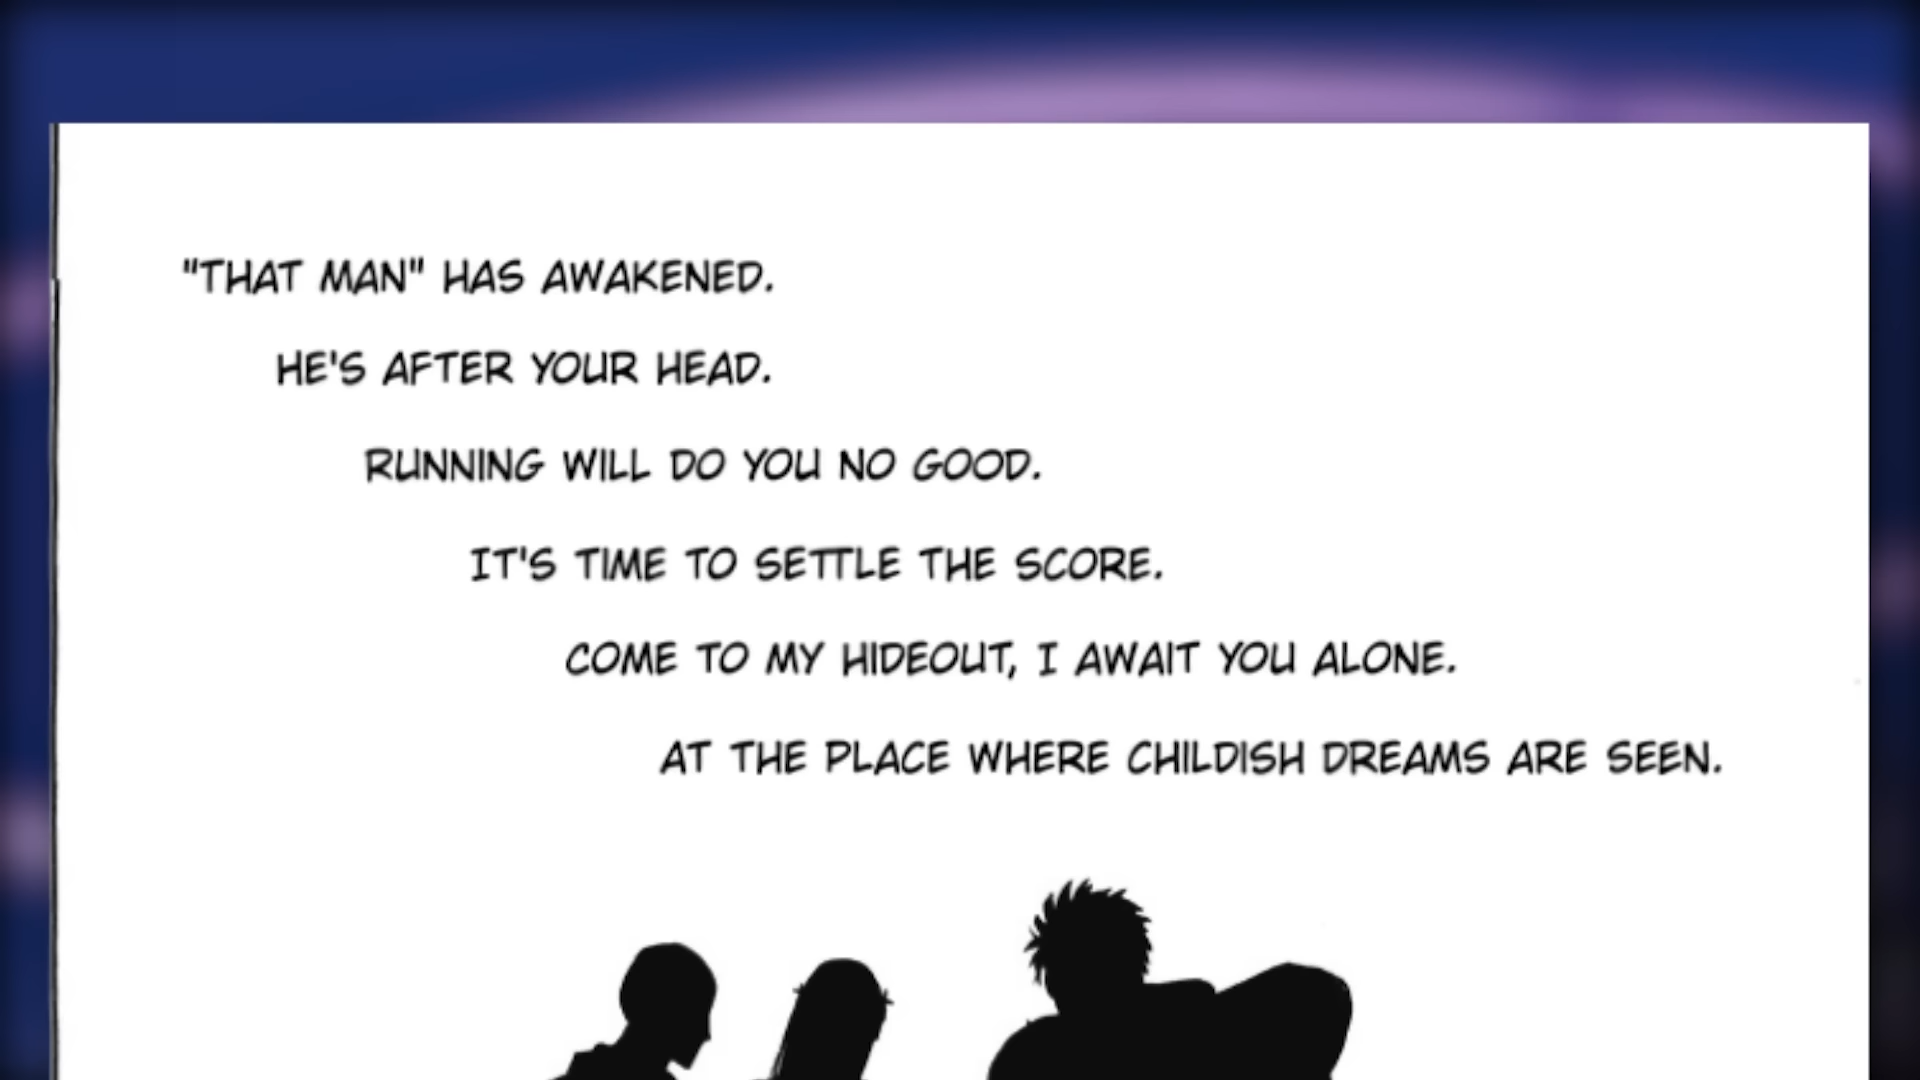 "THAT MAN" HAS AWAKENED.
HE'S AFTER YOUR HEAD.
RUNNING WILL DO YOU NO GOOD.
IT'S TIME TO SETTLE THE SCORE.
COME TO MY HIDEOUT, I AWAIT YOU ALONE.
AT THE PLACE WHERE CHILDISH DREAMS ARE SEEN.